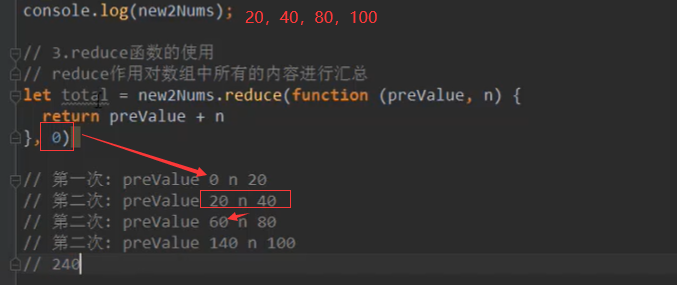 console.log(new2Nums);  20，40，80，100
// 3.reduce函数的使用
// reduce作用对数组中所有的内容进行汇总
let total = new2Nums.reduce(function (preValue, n) {
  return preValue + n
}, 0)
// 第一次: preValue 0 n 20
// 第二次: preValue 20 n 40
// 第二次: preValue 60 n 80
// 第二次: preValue 140 n 100
// 240